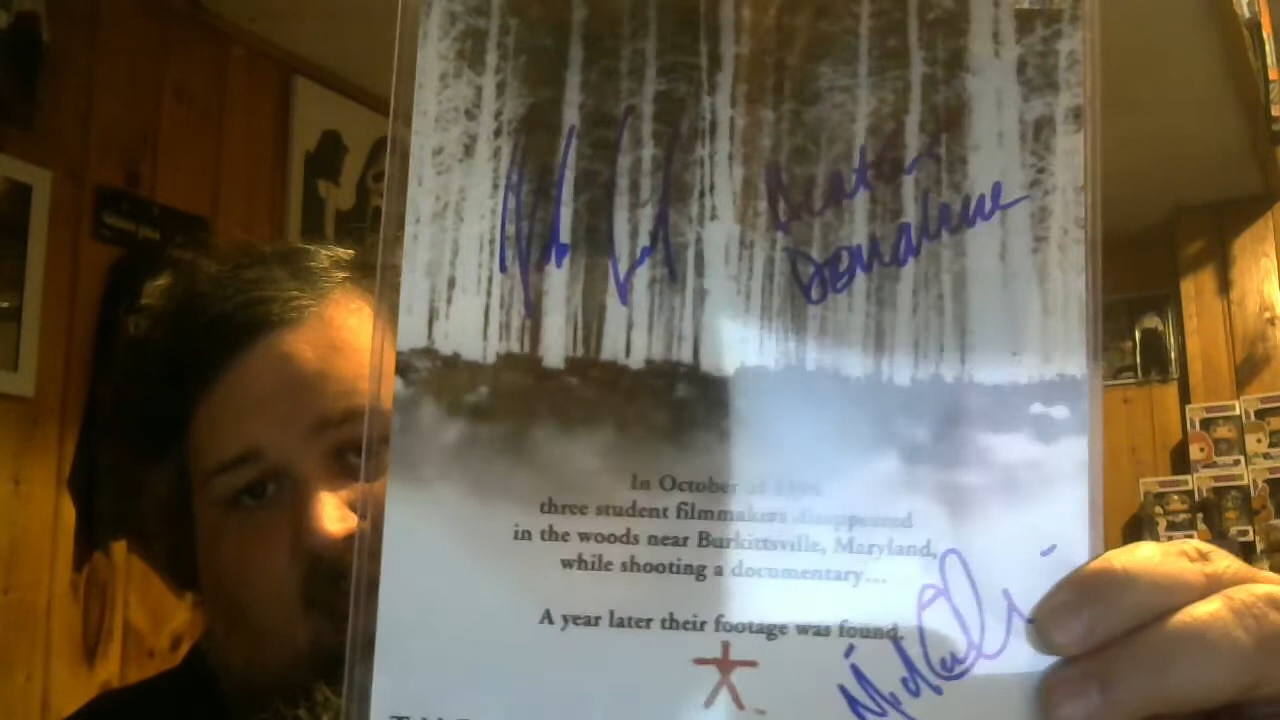 Heather
Donahue
In October of 1994
three student filmmakers disappeared
in the woods near Burkittsville, Maryland,
while shooting a documentary...
A year later their footage was found.